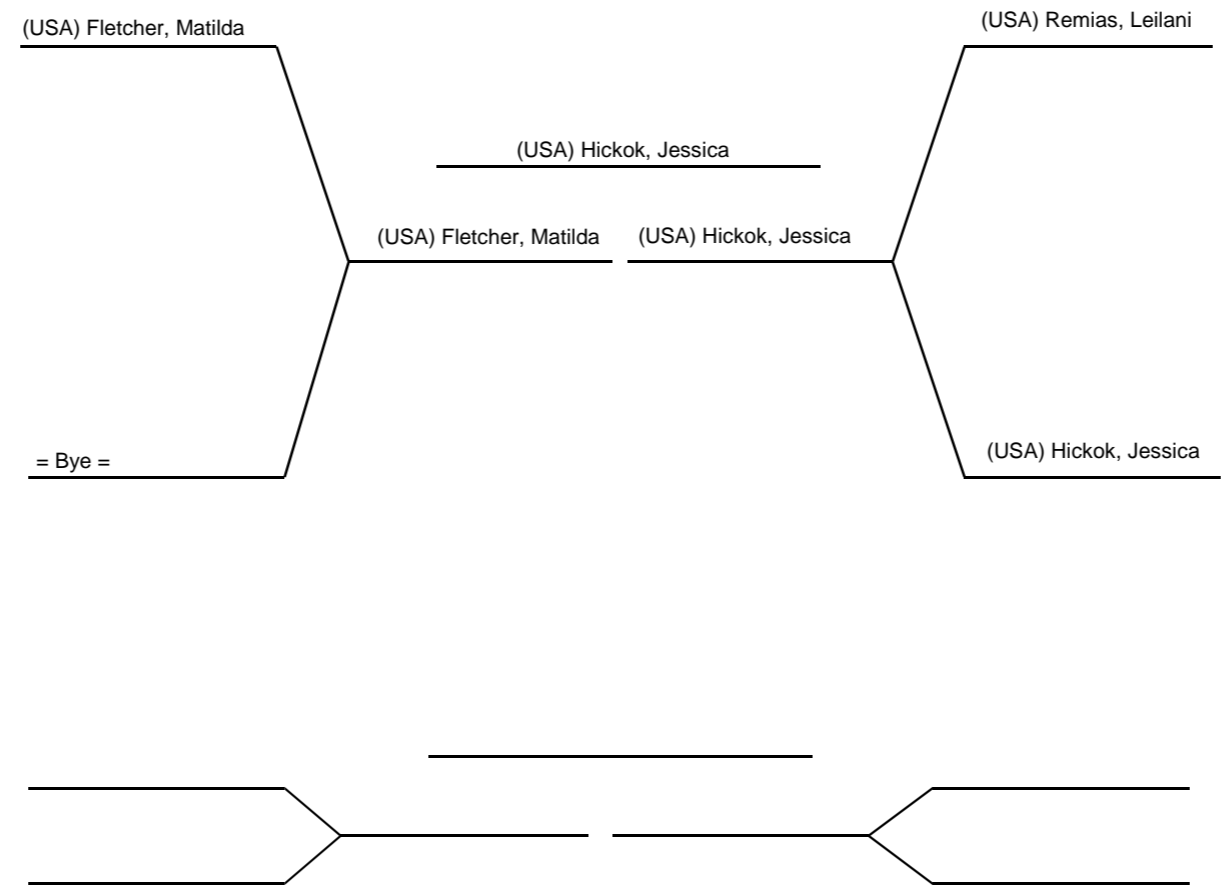 (USA) Fletcher, Matilda
(USA) Remias, Leilani
(USA) Hickok, Jessica
(USA) Fletcher, Matilda
(USA) Hickok, Jessica
= Bye =
(USA) Hickok, Jessica